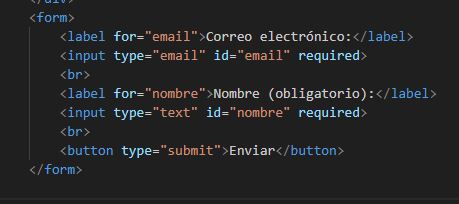 </div>
<form>
<label for="email">Correo electrónico:</label>
<input type="email" id="email" required>
<br>
<label for="nombre">Nombre (obligatorio):</label>
<input type="text" id="nombre" required>
<br>
<button type="submit">Enviar</button>
</form>